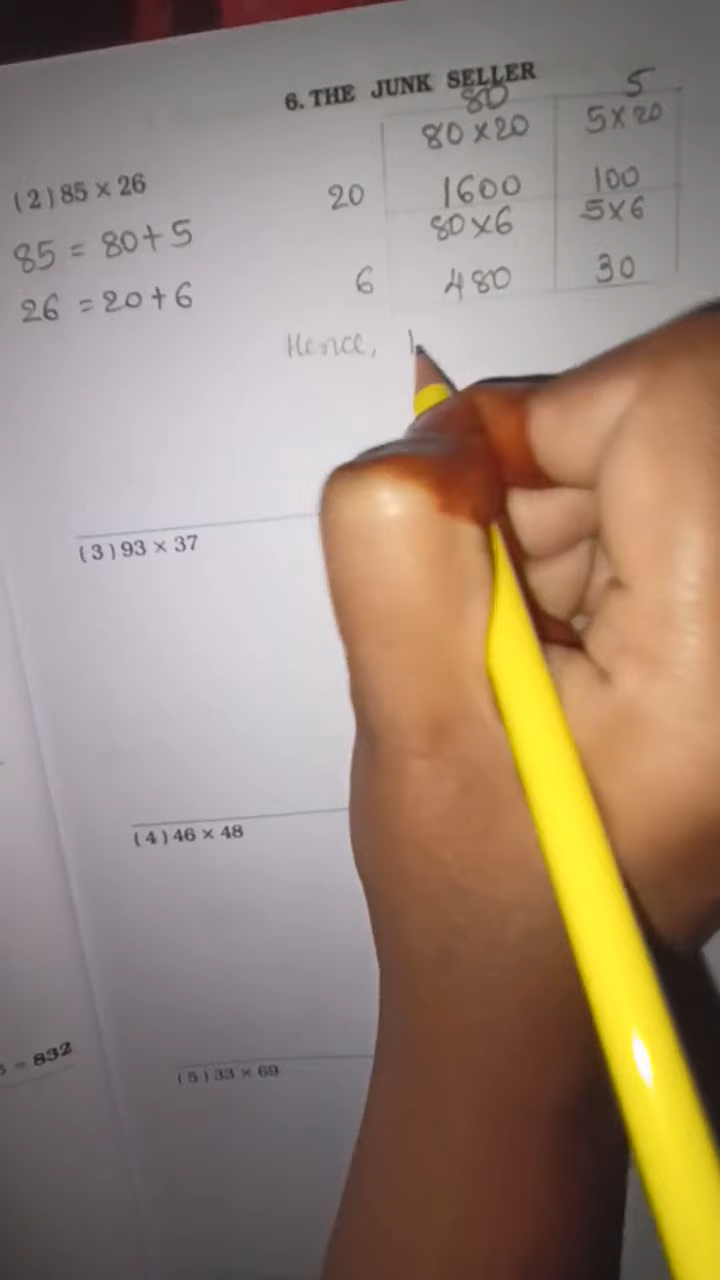 6. THE JUNK SELLER
80 5
(2) 85 × 26
80 × 20 5 × 20
85 = 80 + 5
20 1600 100
80×6 5×6
26 = 20 + 6
6 480 30
Hence,
(3) 93 × 37
(4) 46 × 48
= 832
(5) 33 × 69